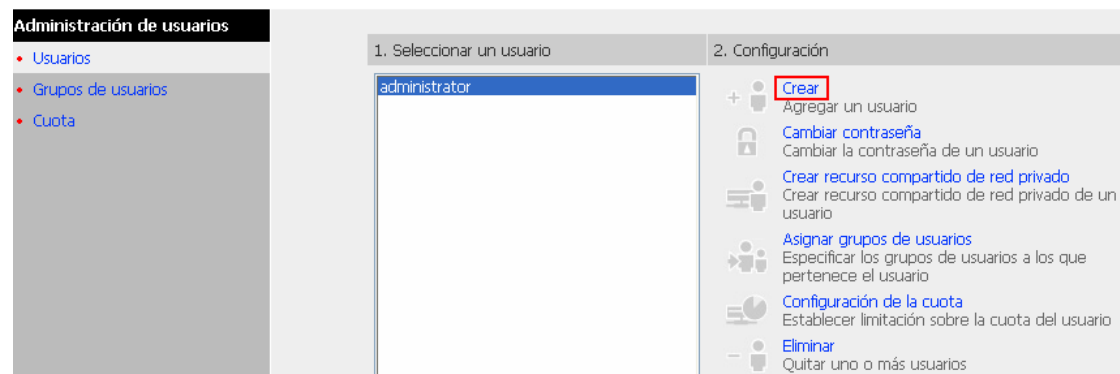 Administración de usuarios
Usuarios
Grupos de usuarios
Cuota
1. Seleccionar un usuario
administrator
2. Configuración
Crear
Agregar un usuario
Cambiar contraseña
Cambiar la contraseña de un usuario
Crear recurso compartido de red privado
Crear recurso compartido de red privado de un
usuario
Asignar grupos de usuarios
Especificar los grupos de usuarios a los que
pertenece el usuario
Configuración de la cuota
Establecer limitación sobre la cuota del usuario
Eliminar
Quitar uno o más usuarios